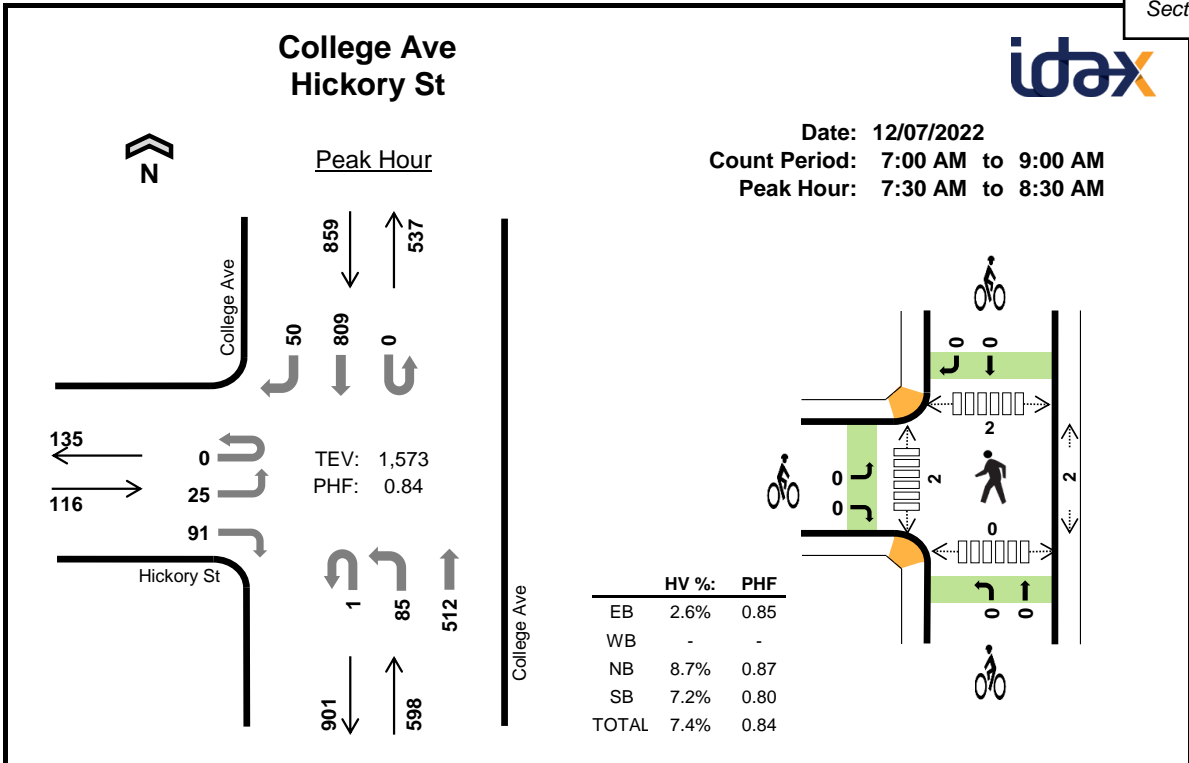 Sect
College Ave
Hickory St
idax
N
Peak Hour
Date: 12/07/2022
Count Period: 7:00 AM to 9:00 AM
Peak Hour: 7:30 AM to 8:30 AM
859
537
College Ave
50
809
0
135
116
0
25
91
TEV: 1,573
PHF: 0.84
Hickory St
1
85
512
College Ave
901
598
HV %: PHF
EB 2.6% 0.85
WB - -
NB 8.7% 0.87
SB 7.2% 0.80
TOTAL 7.4% 0.84
0 0
2
0
0
2
2
0
0 0